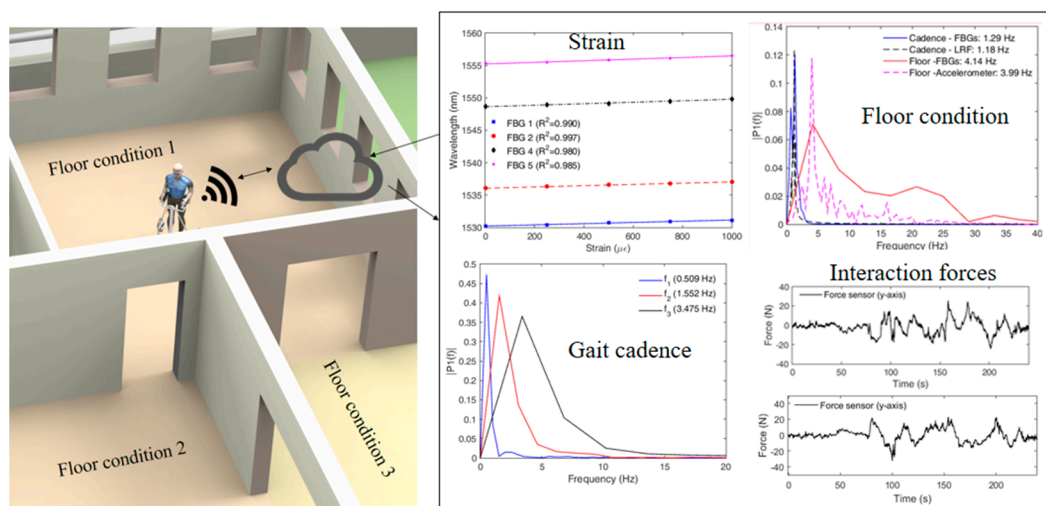 Floor condition 1
Floor condition 2
Floor condition 3
Strain
1560
1555
1550
1545
1540
1535
1530
Wavelength (nm)
FBG 1 (R²=0.990)
FBG 2 (R²=0.997)
FBG 4 (R²=0.980)
FBG 5 (R²=0.985)
0 200 400 600 800 1000
Strain (με)
0.14
0.12
0.1
0.08
0.06
0.04
0.02
0
|P1(f)|
Cadence - FBGs: 1.29 Hz
Cadence - LRF: 1.18 Hz
Floor -FBGs: 4.14 Hz
Floor -Accelerometer: 3.99 Hz
Floor condition
0 5 10 15 20 25 30 35 40
Frequency (Hz)
0.5
0.45
0.4
0.35
0.3
0.25
0.2
0.15
0.1
0.05
0
|P1(f)|
f₁ (0.509 Hz)
f₂ (1.552 Hz)
f₃ (3.475 Hz)
Gait cadence
0 5 10 15 20
Frequency (Hz)
Interaction forces
40
20
0
-20
-40
Force (N)
Force sensor (y-axis)
0 50 100 150 200
Time (s)
40
20
0
-20
-40
Force (N)
Force sensor (y-axis)
0 50 100 150 200
Time (s)